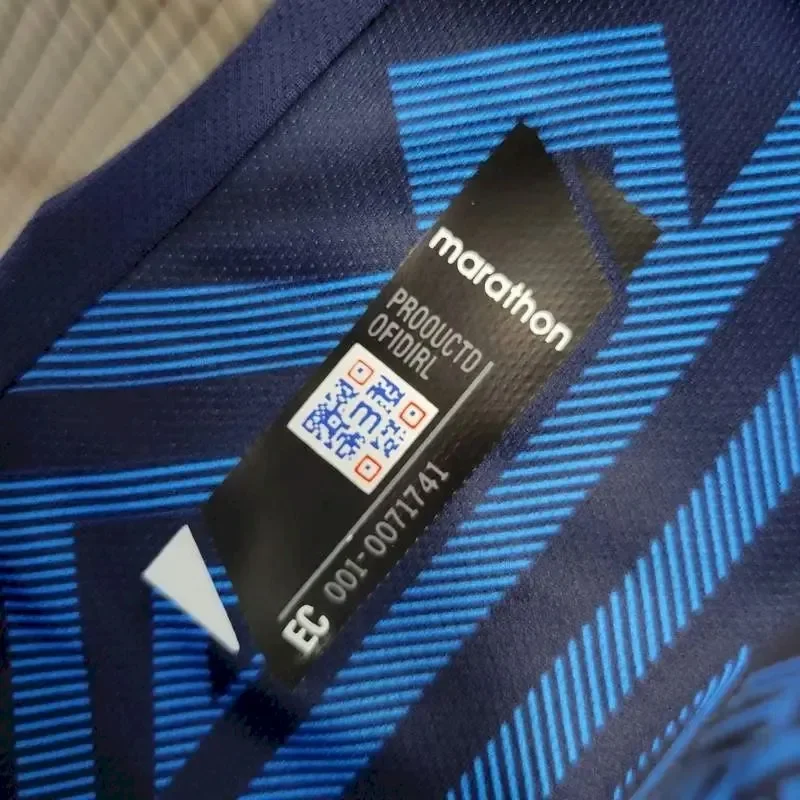 marathon
PROOUCTD
OFIDIRL
EC 001-0071741